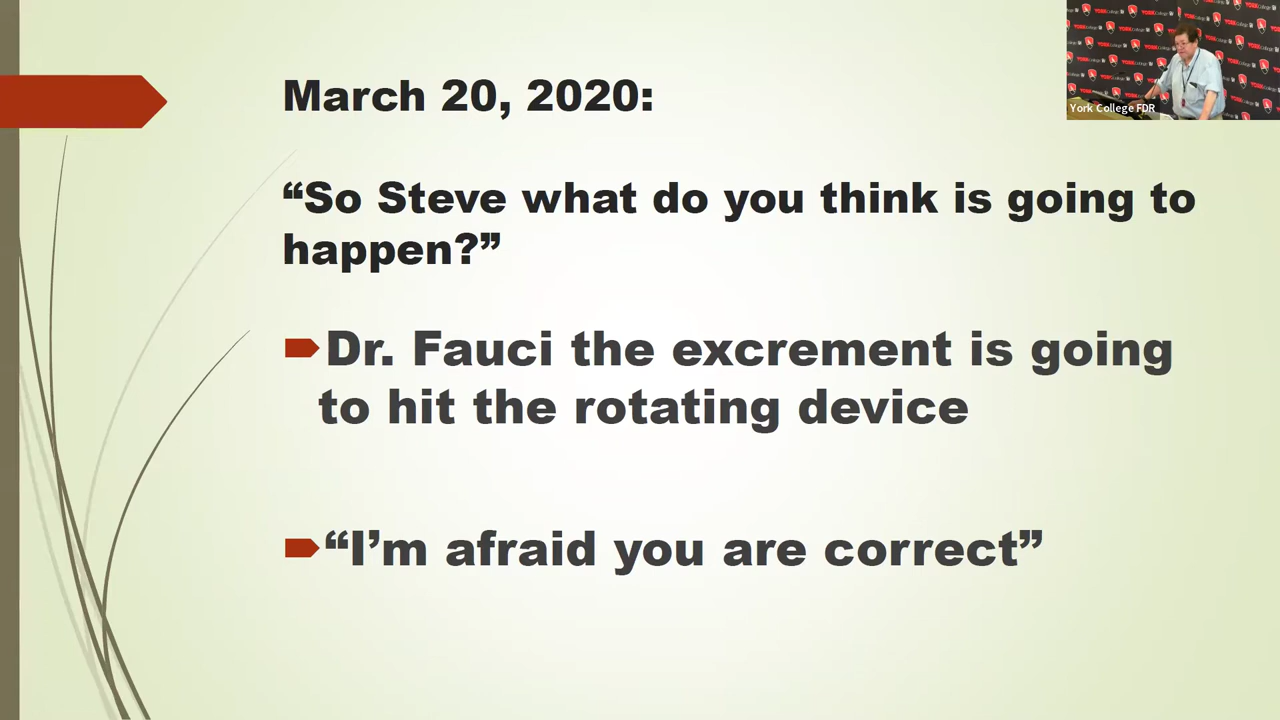 March 20, 2020:
“So Steve what do you think is going to
happen?”
Dr. Fauci the excrement is going
to hit the rotating device
“I’m afraid you are correct”
York College FDR